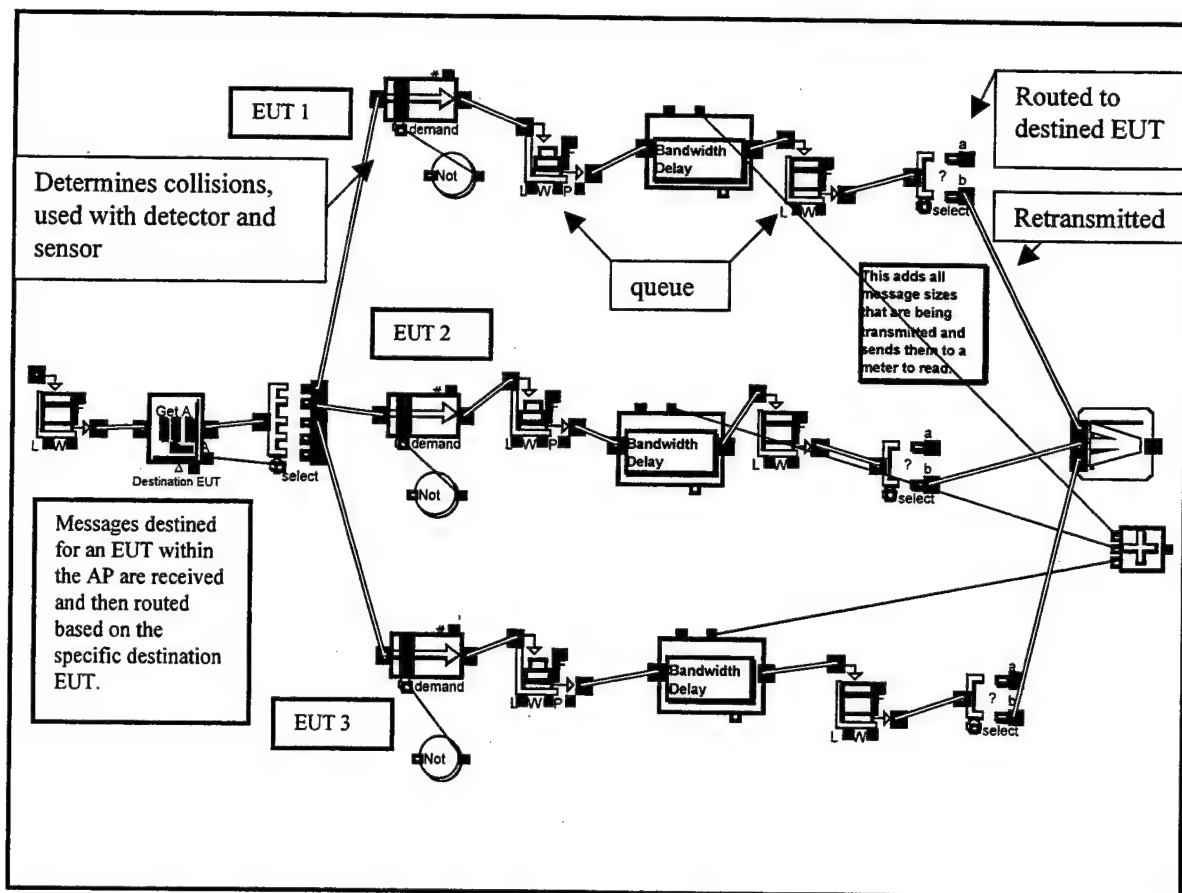 EUT 1
#
demand
Not
Determines collisions,
used with detector and
sensor
L W P F
Bandwidth
Delay
L W F
a
?
b
select
Routed to
destined EUT
Retransmitted
queue
This adds all
message sizes
that are being
transmitted and
sends them to a
meter to read.
EUT 2
#
demand
Not
L W P F
Bandwidth
Delay
L W F
a
?
b
select
L W F
Get A
Destination EUT
select
Messages destined
for an EUT within
the AP are received
and then routed
based on the
specific destination
EUT.
#
demand
Not
EUT 3
L W P F
Bandwidth
Delay
L W F
a
?
b
select